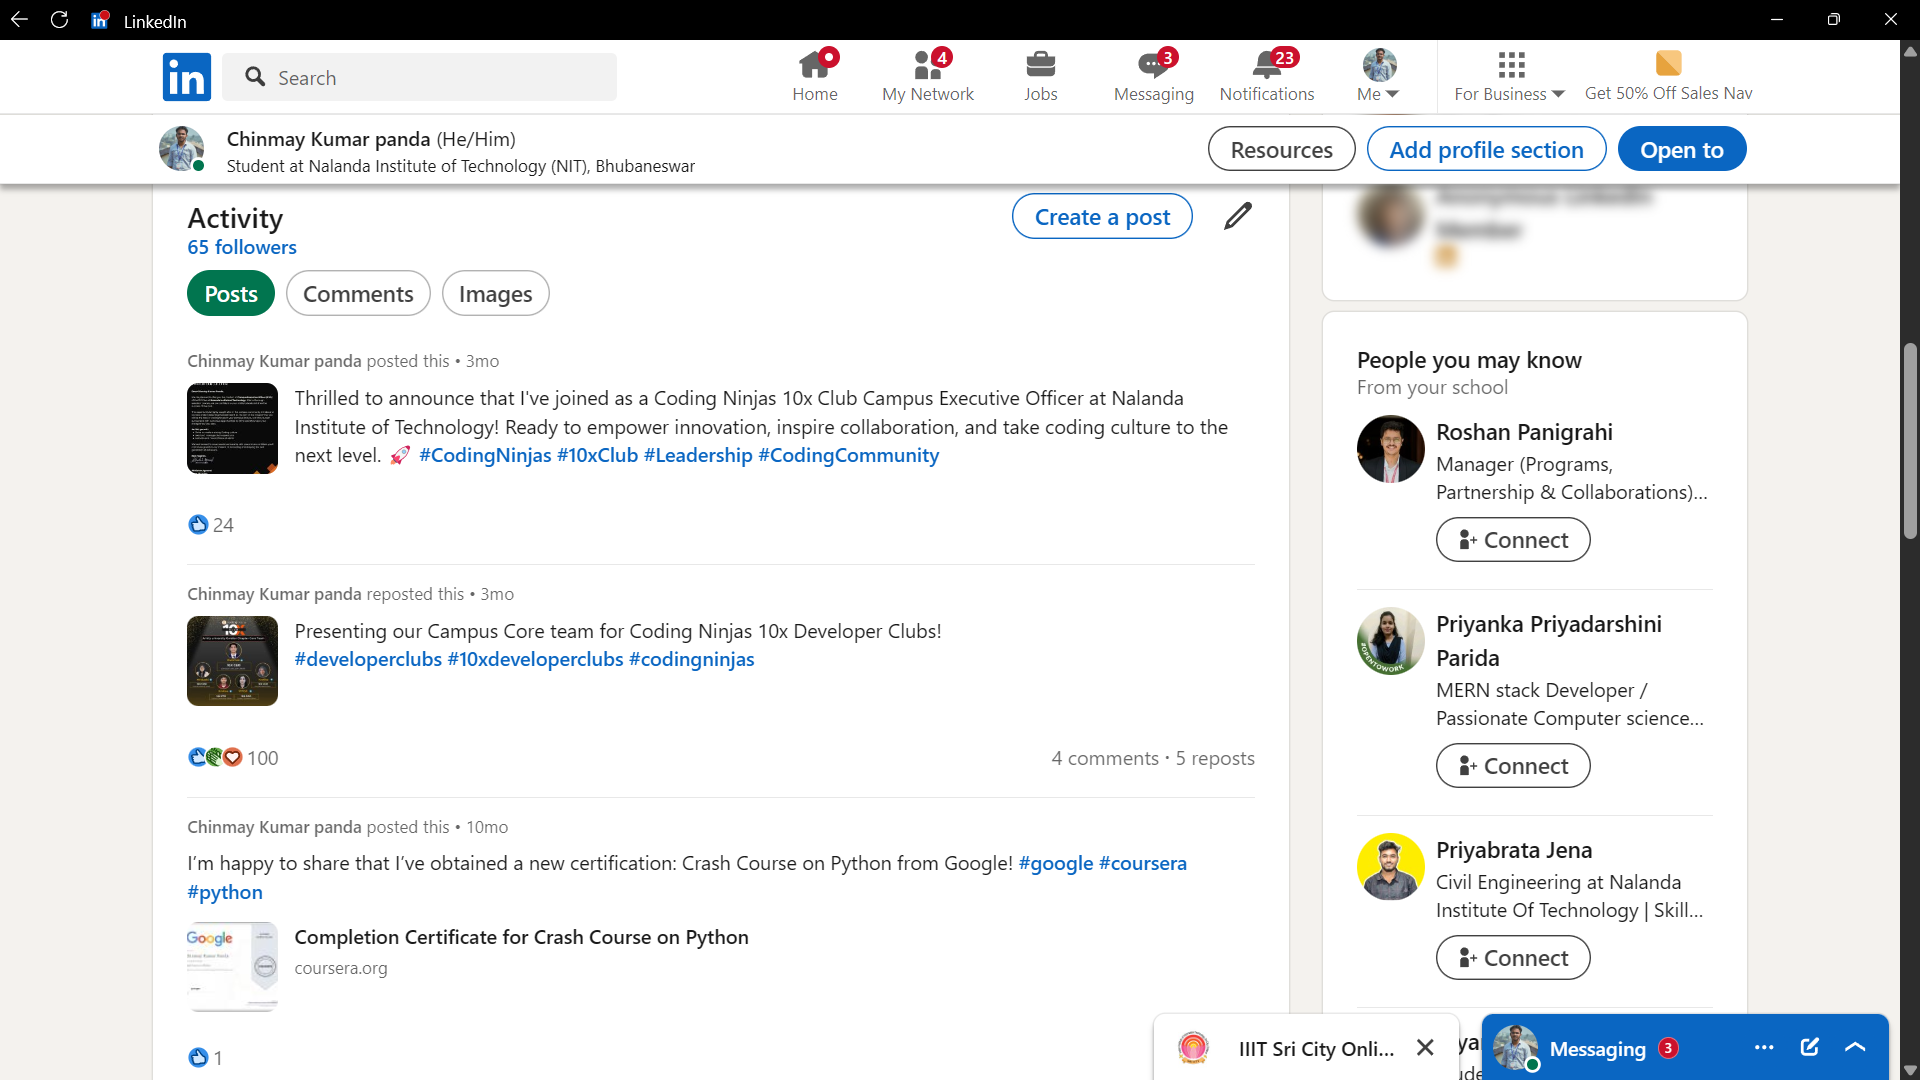 LinkedIn
in
Search
Home
4
My Network
Jobs
3
Messaging
23
Notifications
Me
For Business
Get 50% Off Sales Nav
Chinmay Kumar panda (He/Him)
Student at Nalanda Institute of Technology (NIT), Bhubaneswar
Resources
Add profile section
Open to
Activity
65 followers
Create a post
Posts
Comments
Images
Chinmay Kumar panda posted this • 3mo
Thrilled to announce that I've joined as a Coding Ninjas 10x Club Campus Executive Officer at Nalanda
Institute of Technology! Ready to empower innovation, inspire collaboration, and take coding culture to the
next level. 🚀 #CodingNinjas #10xClub #Leadership #CodingCommunity
24
Chinmay Kumar panda reposted this • 3mo
10X
Presenting our Campus Core team for Coding Ninjas 10x Developer Clubs!
#developerclubs #10xdeveloperclubs #codingninjas
100
4 comments • 5 reposts
Chinmay Kumar panda posted this • 10mo
I’m happy to share that I’ve obtained a new certification: Crash Course on Python from Google! #google #coursera
#python
Google
Completion Certificate for Crash Course on Python
coursera.org
1
People you may know
From your school
Roshan Panigrahi
Manager (Programs,
Partnership & Collaborations)...
Connect
#OPENTOWORK
Priyanka Priyadarshini
Parida
MERN stack Developer /
Passionate Computer science...
Connect
Priyabrata Jena
Civil Engineering at Nalanda
Institute Of Technology | Skill...
Connect
IIIT Sri City Onli...
Messaging
3